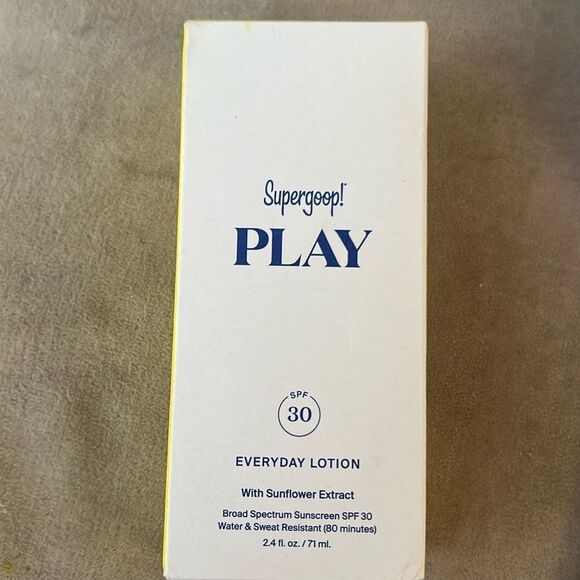 Supergoop!
PLAY
SPF
30
EVERYDAY LOTION
With Sunflower Extract
Broad Spectrum Sunscreen SPF 30
Water & Sweat Resistant (80 minutes)
2.4 fl. oz. / 71 ml.